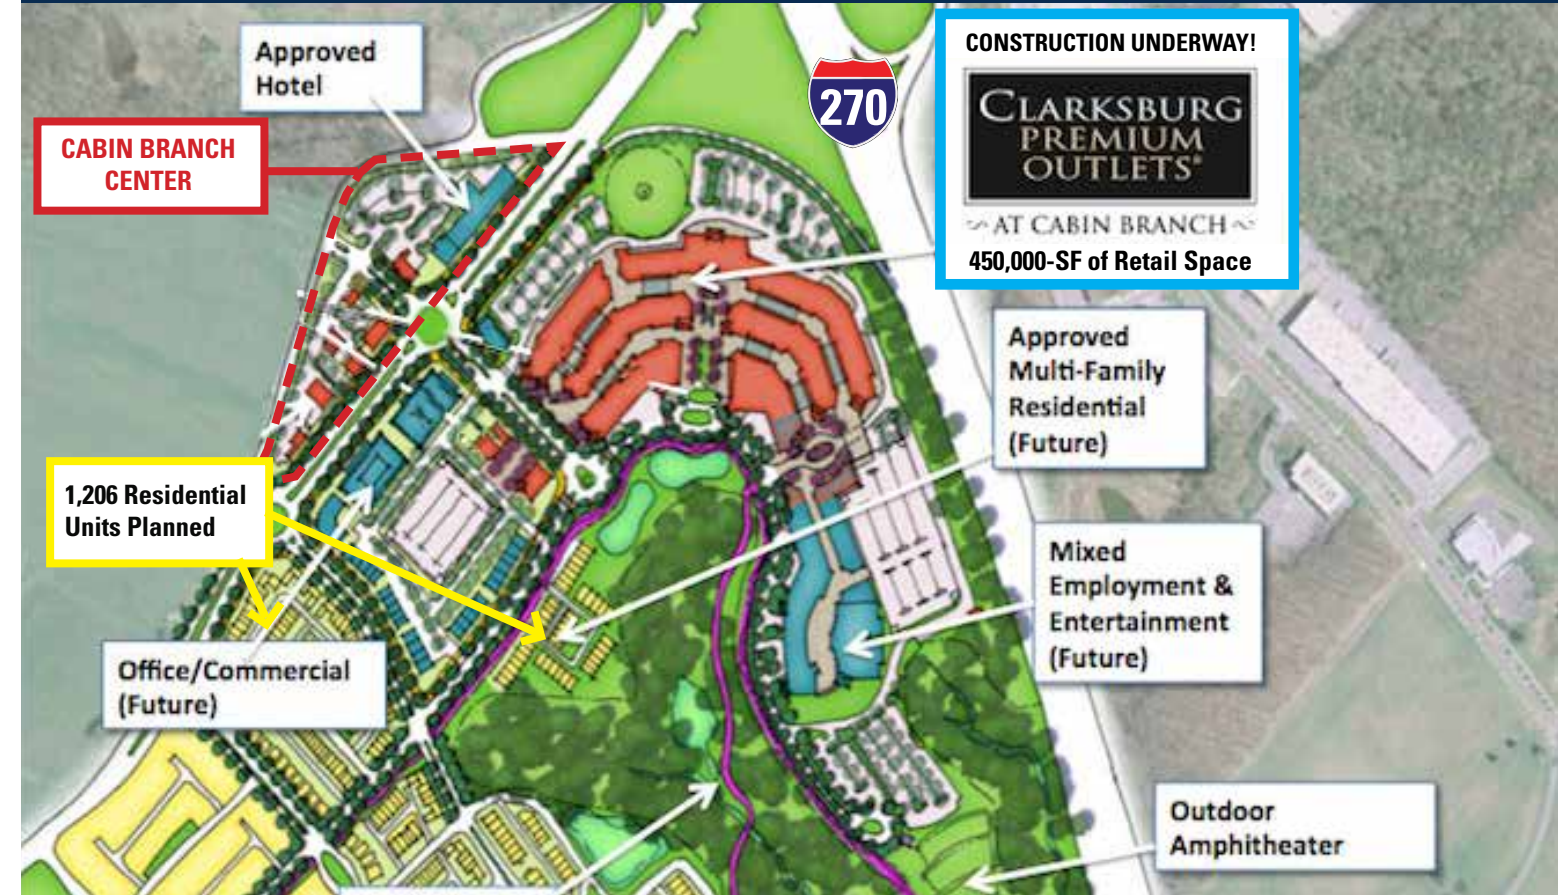 Approved
Hotel
CABIN BRANCH
CENTER
270
CONSTRUCTION UNDERWAY!
CLARKSBURG
PREMIUM
OUTLETS®
~ AT CABIN BRANCH ~
450,000-SF of Retail Space
Approved
Multi-Family
Residential
(Future)
1,206 Residential
Units Planned
Mixed
Employment &
Entertainment
(Future)
Office/Commercial
(Future)
Outdoor
Amphitheater